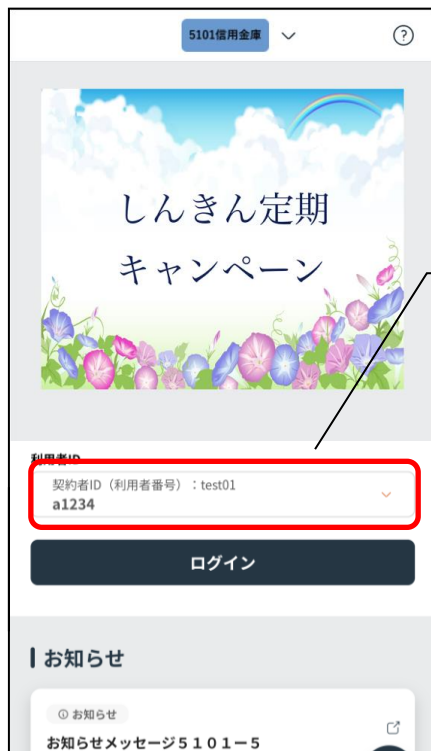 5101信用金庫
しんきん定期
キャンペーン
利用者ID
契約者ID（利用者番号）：test01
a1234
ログイン
お知らせ
お知らせ
お知らせメッセージ５１０１－５